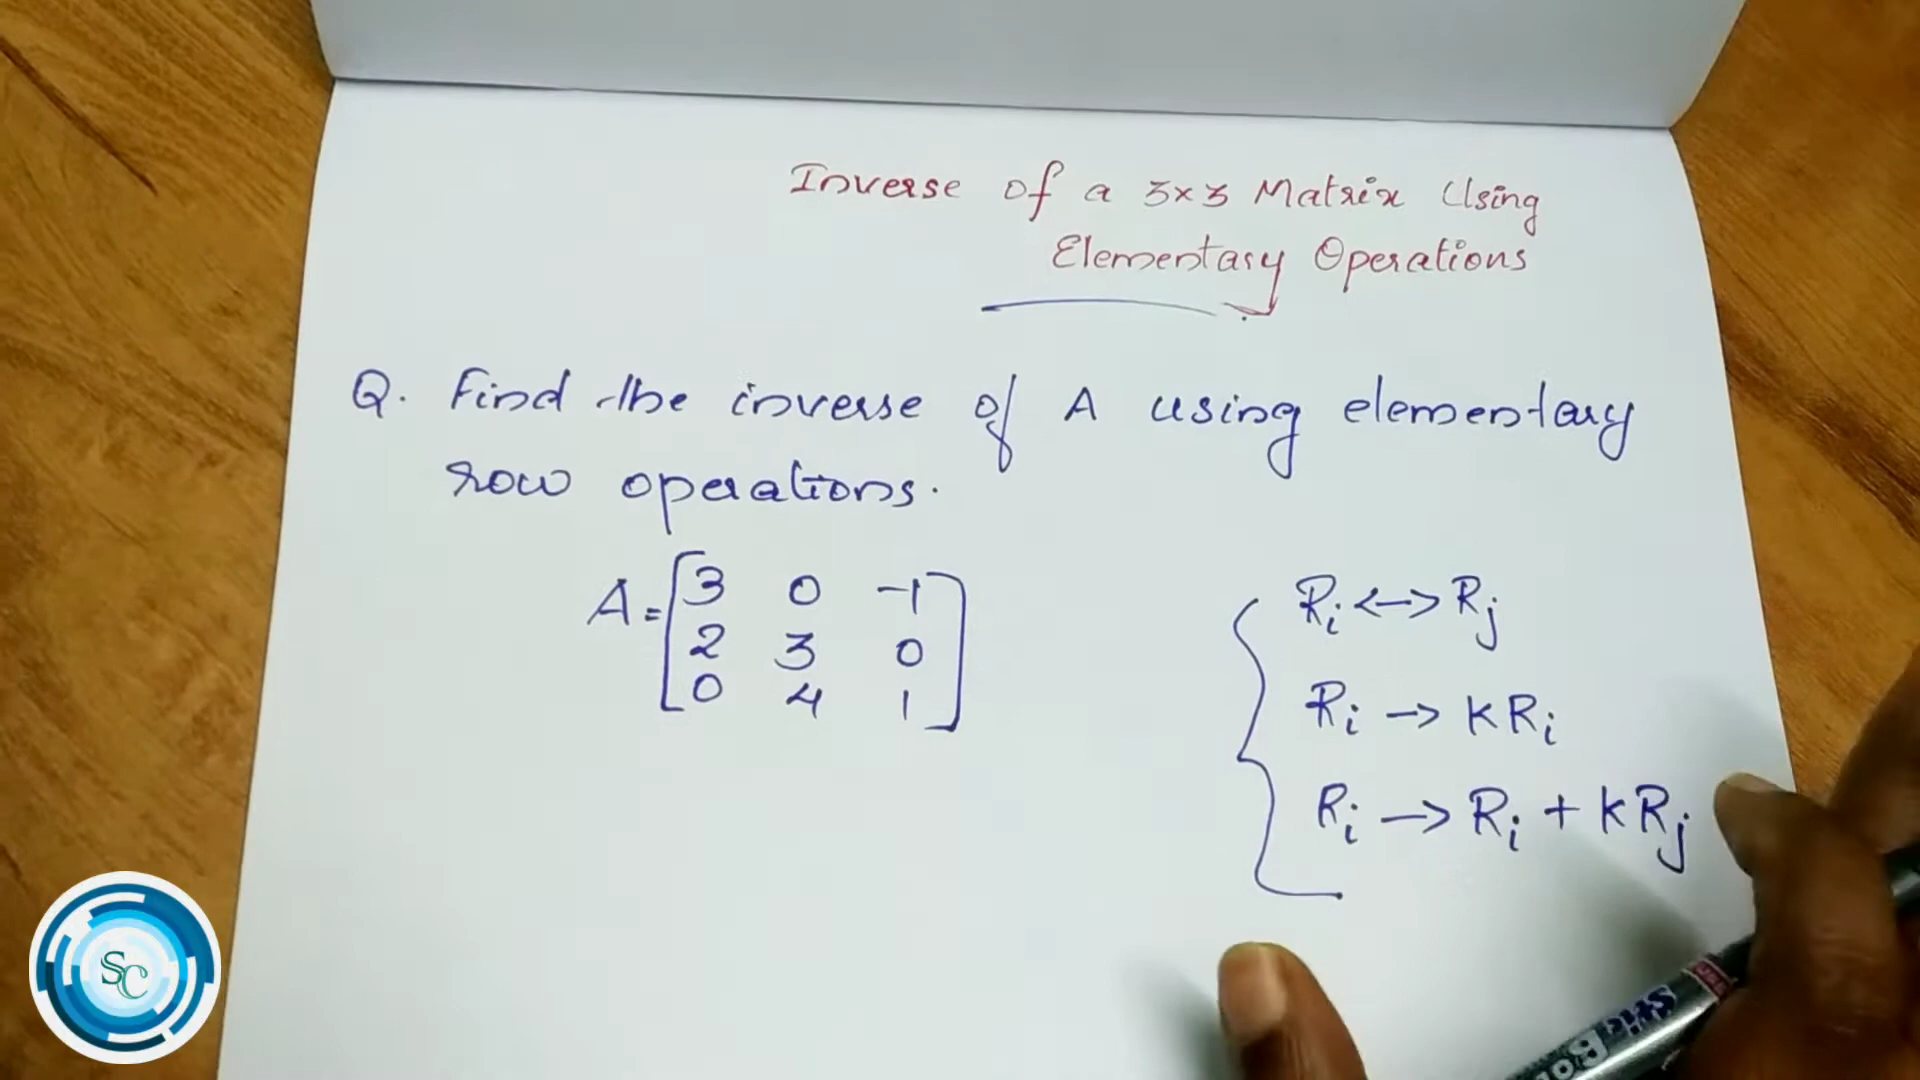 Inverse of a 3×3 Matrix Using
Elementary Operations
Q. Find the inverse of A using elementary
row operations.
A = [3 0 -1
2 3 0
0 4 1]
Ri <-> Rj
Ri -> KRi
Ri -> Ri + KRj
SC